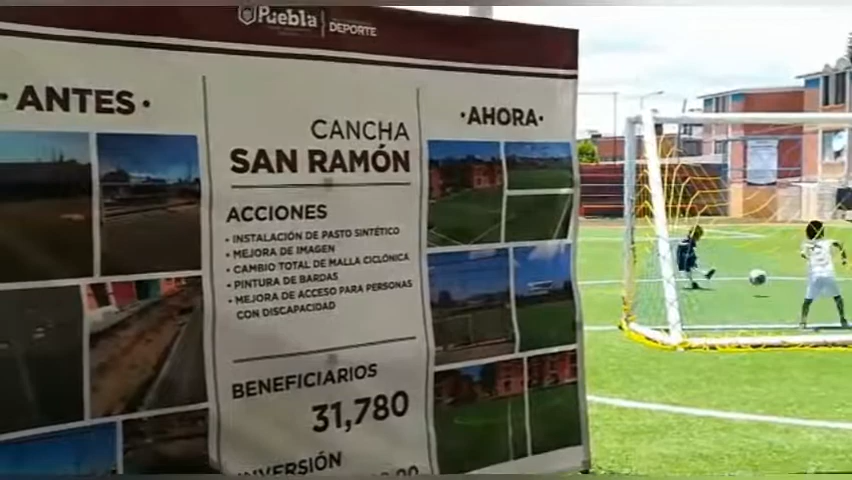 Puebla DEPORTE
•ANTES•
CANCHA
SAN RAMÓN
ACCIONES
•INSTALACIÓN DE PASTO SINTÉTICO
•MEJORA DE IMAGEN
•CAMBIO TOTAL DE MALLA CICLÓNICA
•PINTURA DE BARDAS
•MEJORA DE ACCESO PARA PERSONAS
CON DISCAPACIDAD
BENEFICIARIOS
31,780
INVERSIÓN
•AHORA•